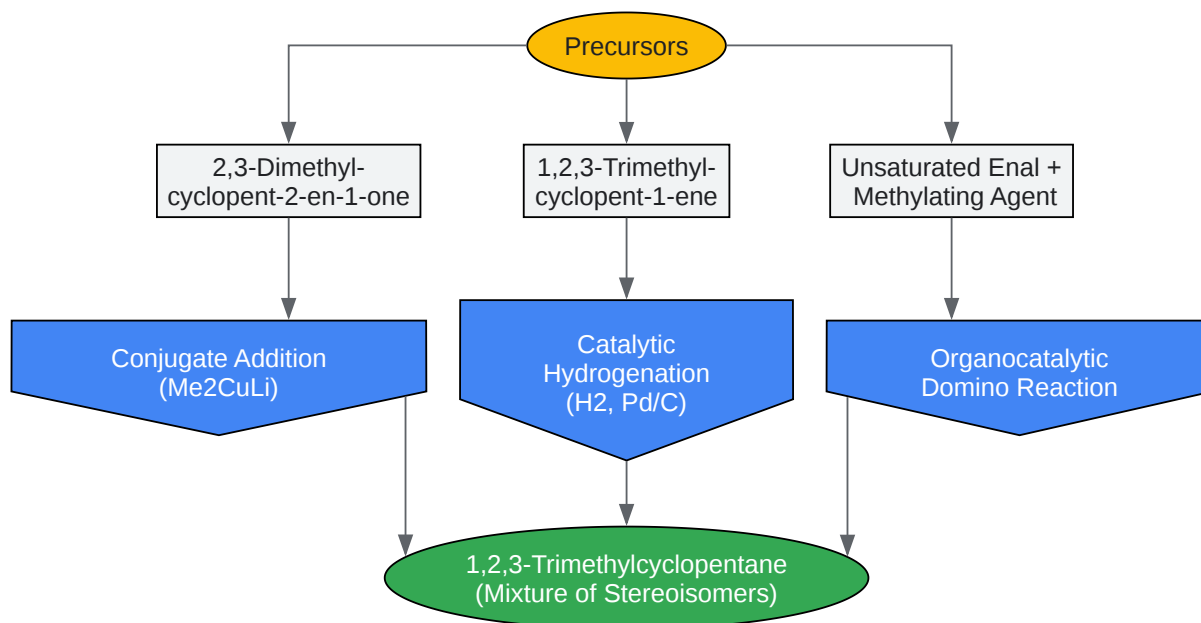 Precursors
2,3-Dimethyl-
cyclopent-2-en-1-one
1,2,3-Trimethyl-
cyclopent-1-ene
Unsaturated Enal +
Methylating Agent
Conjugate Addition
(Me2CuLi)
Catalytic
Hydrogenation
(H2, Pd/C)
Organocatalytic
Domino Reaction
1,2,3-Trimethylcyclopentane
(Mixture of Stereoisomers)